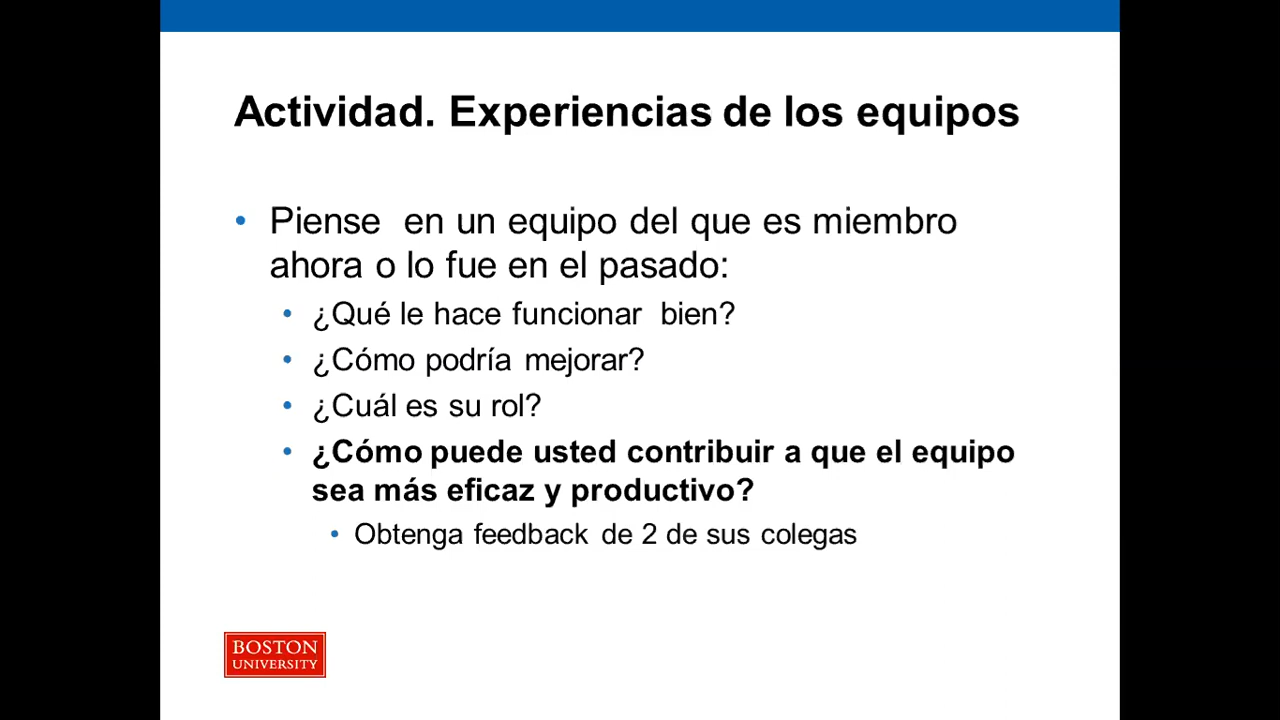 Actividad. Experiencias de los equipos
• Piense en un equipo del que es miembro
ahora o lo fue en el pasado:
• ¿Qué le hace funcionar bien?
• ¿Cómo podría mejorar?
• ¿Cuál es su rol?
• ¿Cómo puede usted contribuir a que el equipo
sea más eficaz y productivo?
• Obtenga feedback de 2 de sus colegas
BOSTON
UNIVERSITY